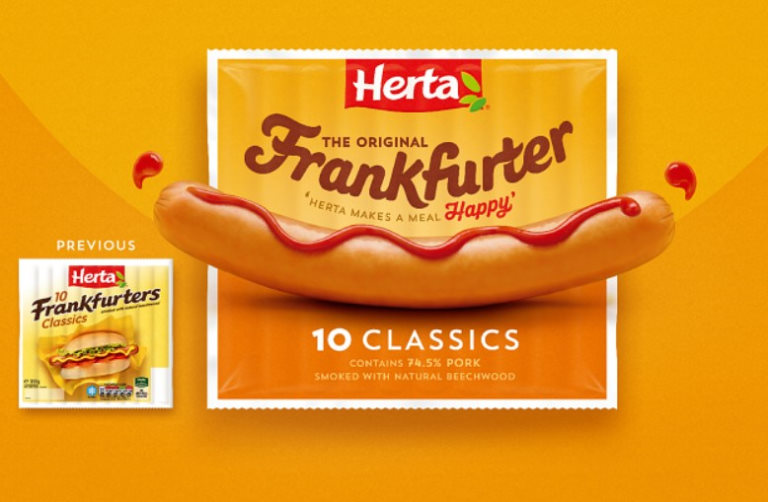 Herta
THE ORIGINAL
Frankfurter
'HERTA MAKES A MEAL Happy'
PREVIOUS
Herta
10
Frankfurters
Classics
10 CLASSICS
CONTAINS 74.5% PORK
SMOKED WITH NATURAL BEECHWOOD